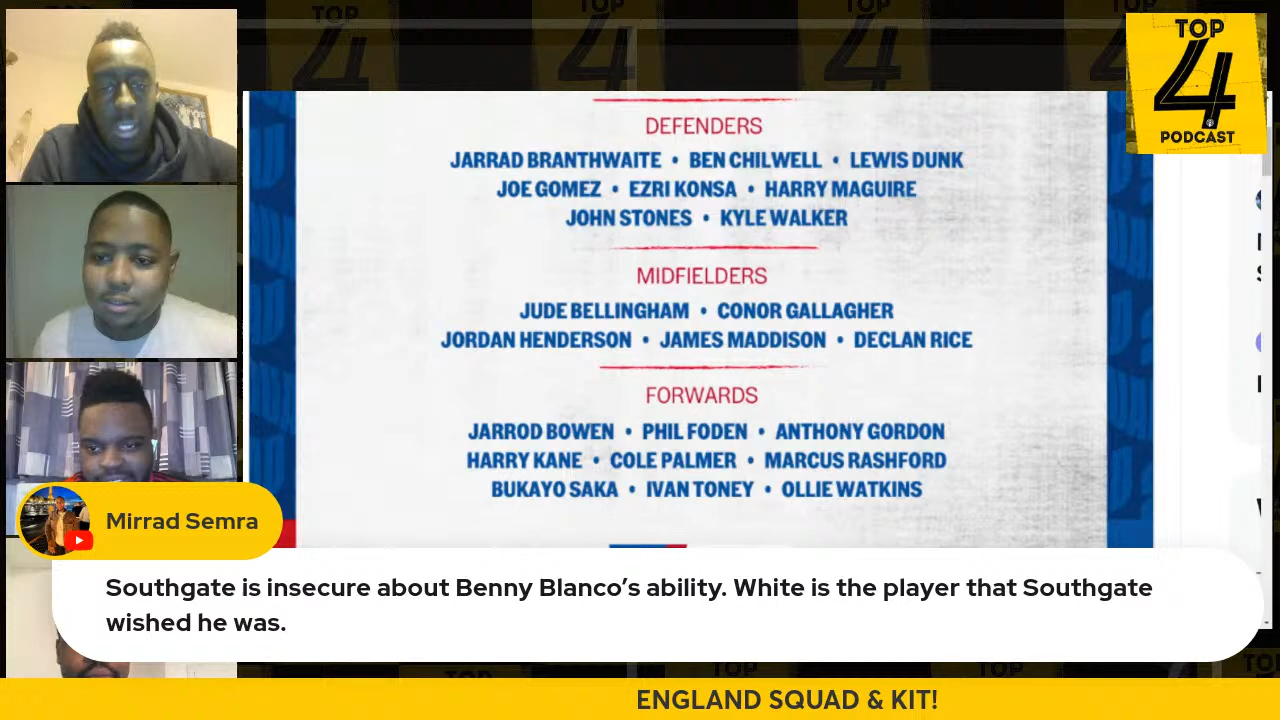 TOP
4
PODCAST
DEFENDERS
JARRAD BRANTHWAITE • BEN CHILWELL • LEWIS DUNK
JOE GOMEZ • EZRI KONSA • HARRY MAGUIRE
JOHN STONES • KYLE WALKER
MIDFIELDERS
JUDE BELLINGHAM • CONOR GALLAGHER
JORDAN HENDERSON • JAMES MADDISON • DECLAN RICE
FORWARDS
JARROD BOWEN • PHIL FODEN • ANTHONY GORDON
HARRY KANE • COLE PALMER • MARCUS RASHFORD
BUKAYO SAKA • IVAN TONEY • OLLIE WATKINS
Mirrad Semra
Southgate is insecure about Benny Blanco’s ability. White is the player that Southgate
wished he was.
ENGLAND SQUAD & KIT!